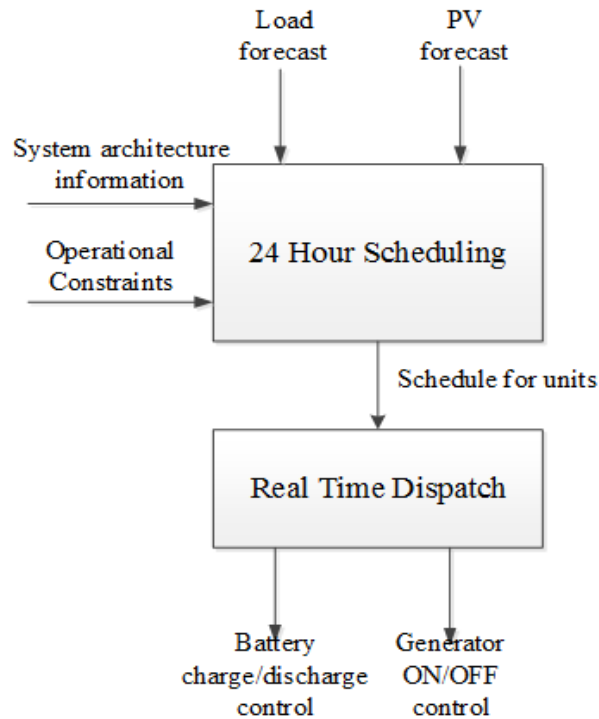 Load
forecast
PV
forecast
System architecture
information
Operational
Constraints
24 Hour Scheduling
Schedule for units
Real Time Dispatch
Battery
charge/discharge
control
Generator
ON/OFF
control